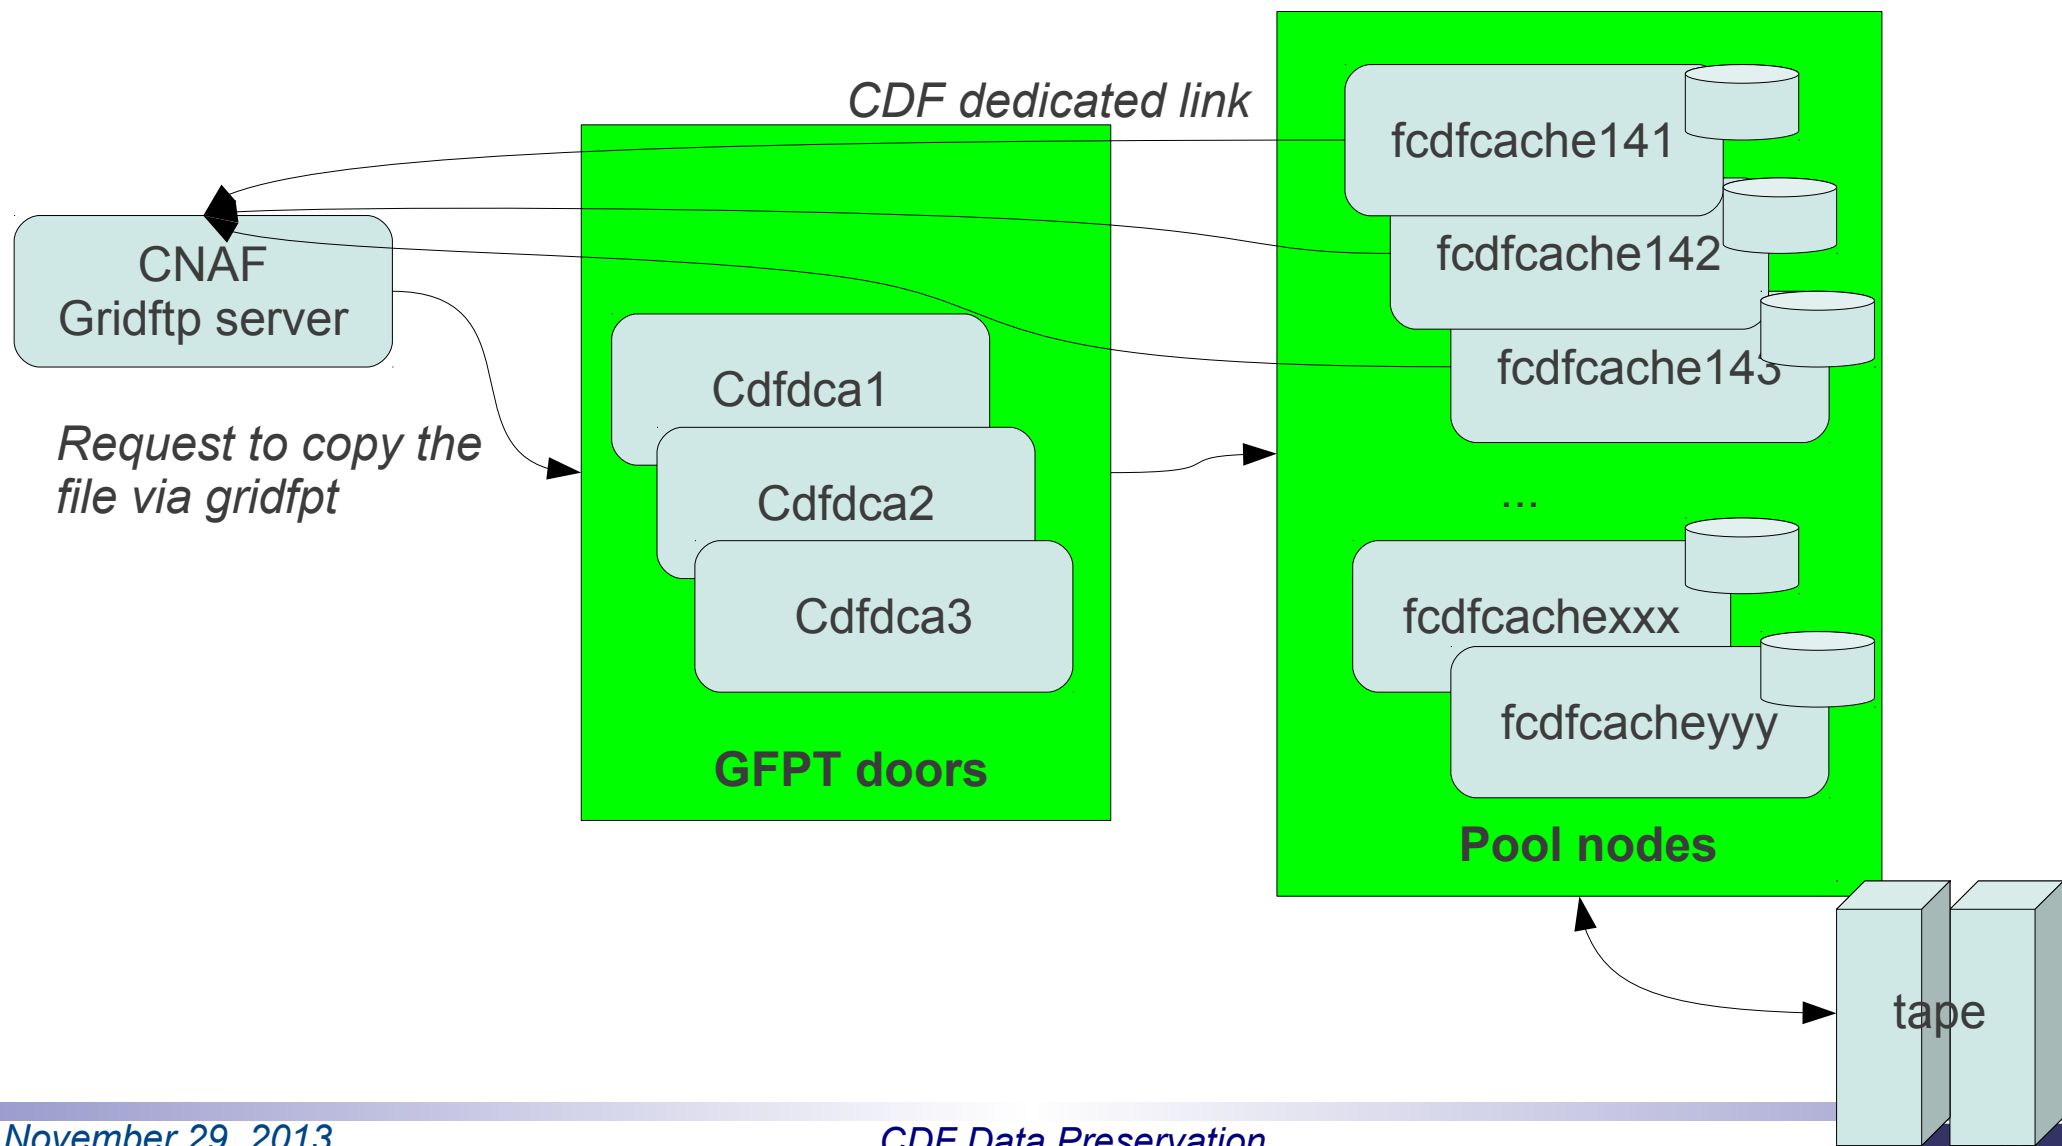 CDF dedicated link
fcdfcache141
fcdfcache142
fcdfcache143
CNAF
Gridftp server
Request to copy the
file via gridfpt
Cdfdca1
Cdfdca2
Cdfdca3
GFPT doors
...
fcdfcachexxx
fcdfcacheyyy
Pool nodes
tape
November 29, 2013
CDF Data Preservation